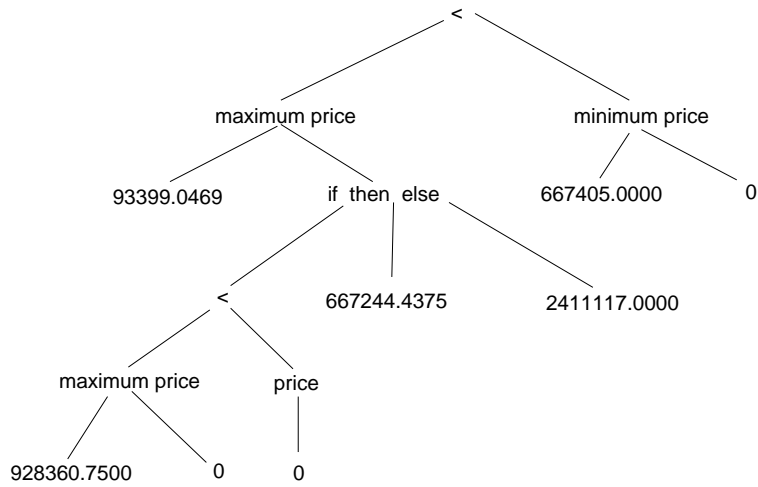 <
maximum price minimum price
93399.0469 if then else 667405.0000 0
< 667244.4375 2411117.0000
maximum price price
928360.7500 0 0